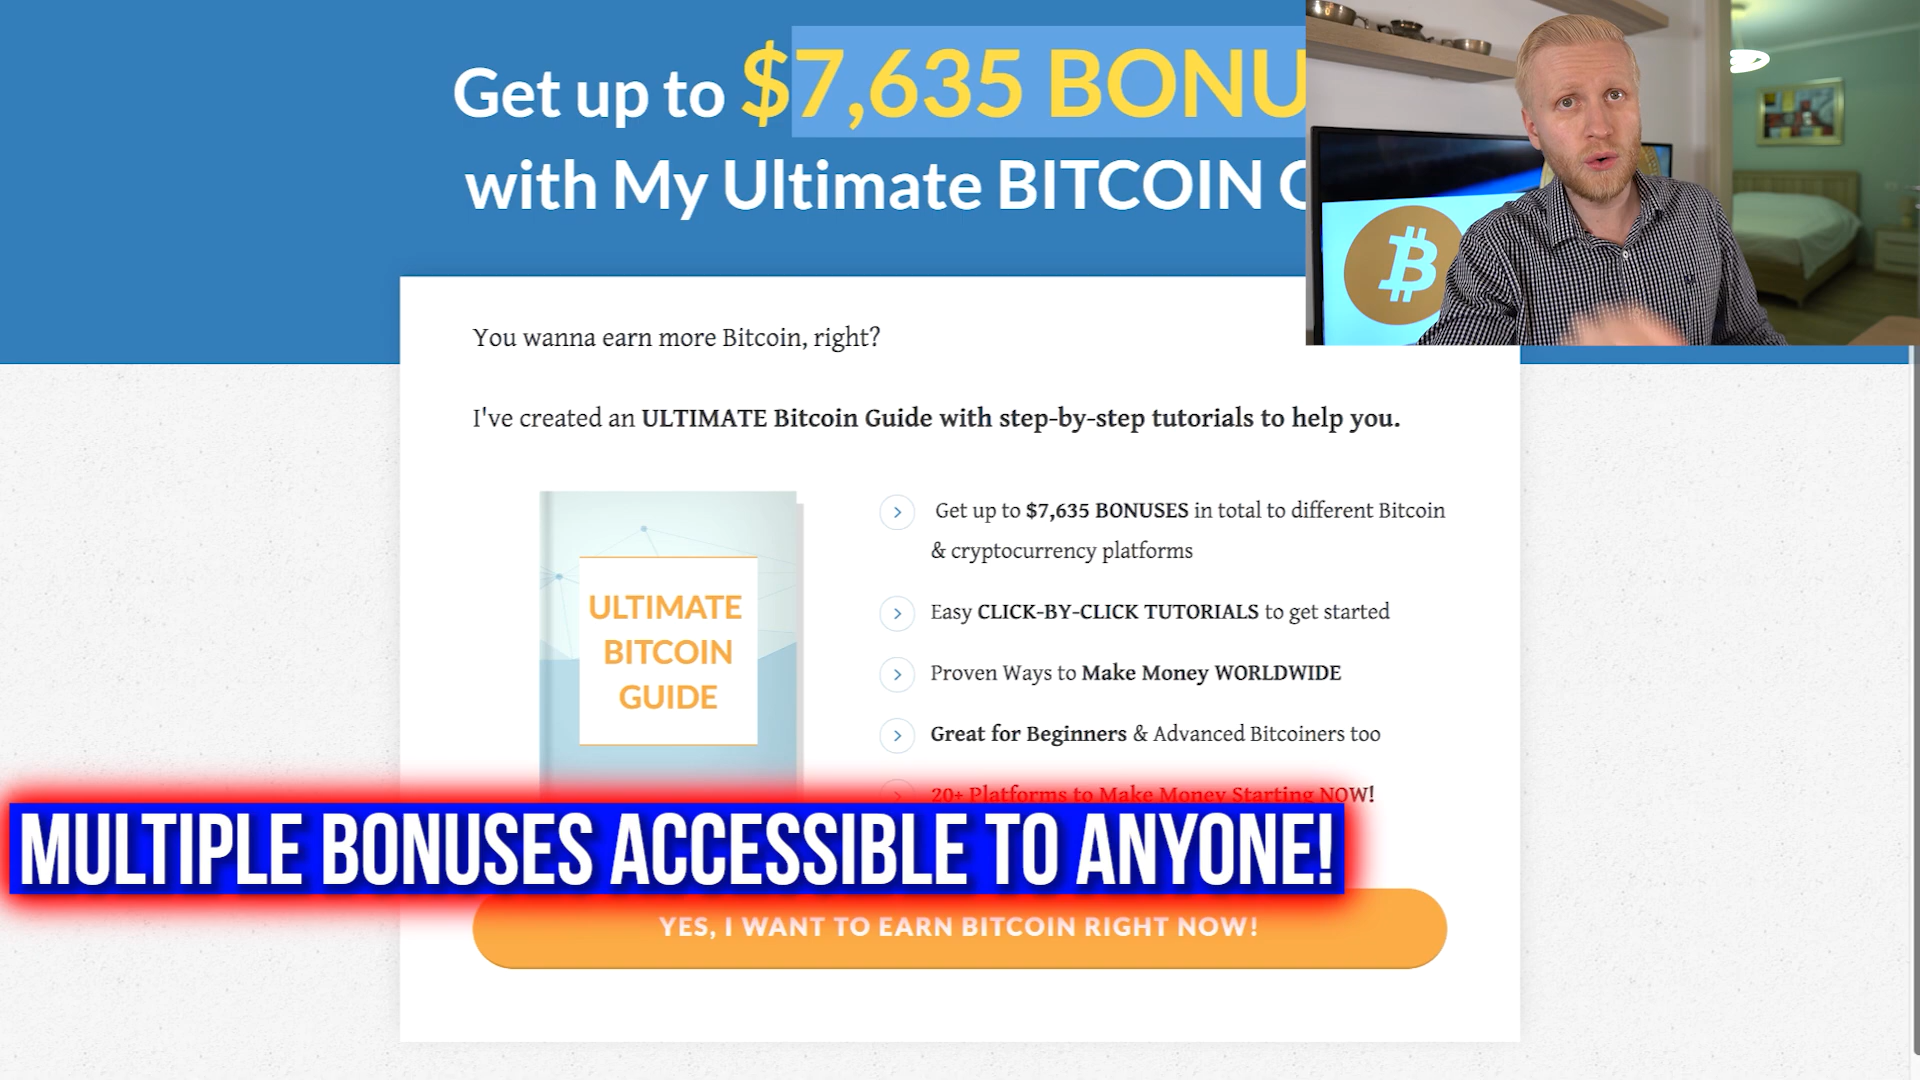 Get up to $7,635 BONU
with My Ultimate BITCOIN
You wanna earn more Bitcoin, right?
I've created an ULTIMATE Bitcoin Guide with step-by-step tutorials to help you.
ULTIMATE
BITCOIN
GUIDE
Get up to $7,635 BONUSES in total to different Bitcoin
& cryptocurrency platforms
Easy CLICK-BY-CLICK TUTORIALS to get started
Proven Ways to Make Money WORLDWIDE
Great for Beginners & Advanced Bitcoiners too
20+ Platforms to Make Money Starting NOW!
MULTIPLE BONUSES ACCESSIBLE TO ANYONE!
YES, I WANT TO EARN BITCOIN RIGHT NOW!